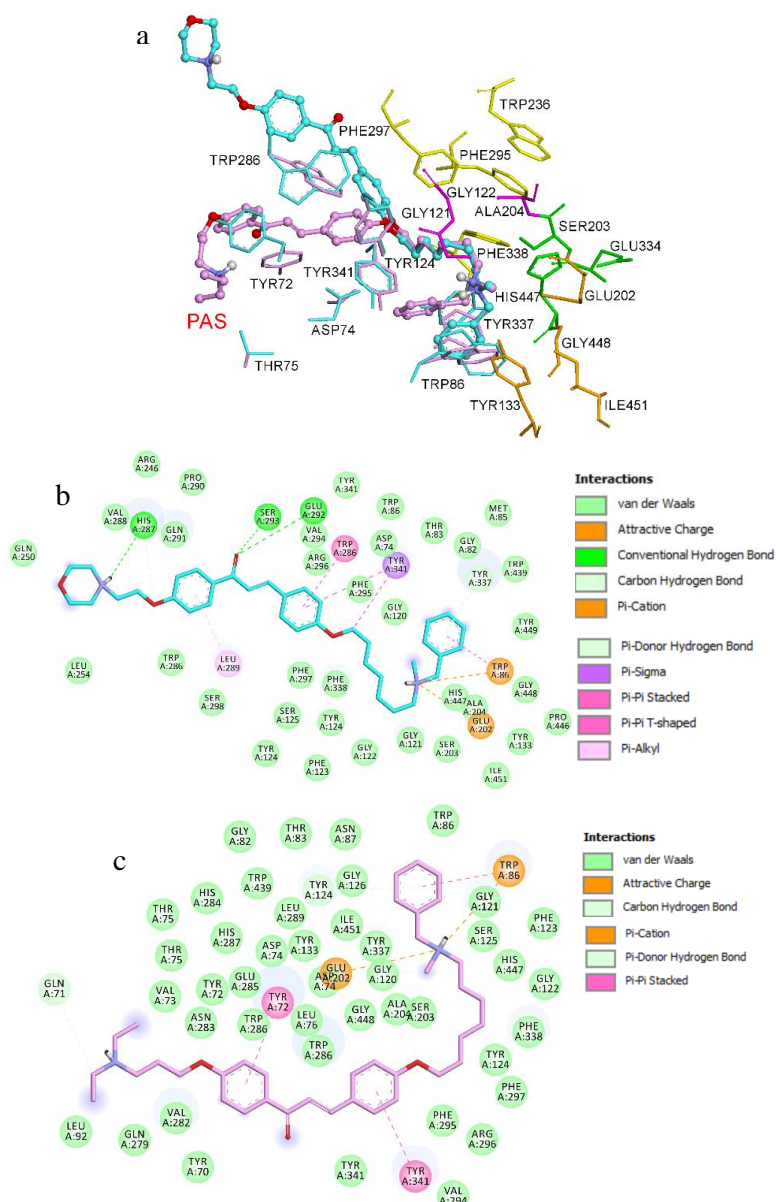 a
TRP236
PHE297
PHE295
TRP286
GLY122
GLY121
ALA204
SER203
GLU334
PHE338
TYR124
TYR341
TYR72
HIS447
GLU202
PAS
ASP74
TYR337
GLY448
THR75
TRP86
TYR133
ILE451
b
ARG
A:246
PRO
A:290
VAL
A:288
HIS
A:287
GLN
A:291
SER
A:293
GLU
A:292
TYR
A:341
TRP
A:86
MET
A:85
THR
A:83
GLY
A:82
VAL
A:294
ASP
A:74
GLN
A:250
ARG
A:296
TRP
A:286
TYR
A:341
TYR
A:337
TRP
A:439
PHE
A:295
GLY
A:120
TYR
A:449
LEU
A:254
TRP
A:286
LEU
A:289
PHE
A:297
PHE
A:338
TRP
A:86
GLY
A:448
SER
A:298
HIS
A:447
ALA
A:204
GLU
A:202
PRO
A:446
SER
A:125
TYR
A:124
TYR
A:124
PHE
A:123
GLY
A:122
GLY
A:121
SER
A:203
TYR
A:133
ILE
A:451
Interactions
van der Waals
Attractive Charge
Conventional Hydrogen Bond
Carbon Hydrogen Bond
Pi-Cation
Pi-Donor Hydrogen Bond
Pi-Sigma
Pi-Pi Stacked
Pi-Pi T-shaped
Pi-Alkyl
c
GLY
A:82
THR
A:83
ASN
A:87
TRP
A:86
TRP
A:86
HIS
A:284
TRP
A:439
TYR
A:124
GLY
A:126
THR
A:75
LEU
A:289
ILE
A:451
GLY
A:121
PHE
A:123
HIS
A:287
ASP
A:74
TYR
A:133
TYR
A:337
SER
A:125
THR
A:75
HIS
A:447
GLN
A:71
VAL
A:73
TYR
A:72
GLU
A:285
GLU
A:202
ASP
A:74
GLY
A:120
GLY
A:122
ASN
A:283
TRP
A:286
TYR
A:72
LEU
A:76
GLY
A:448
ALA
A:204
SER
A:203
PHE
A:338
TRP
A:286
TYR
A:124
PHE
A:297
LEU
A:92
GLN
A:279
VAL
A:282
TYR
A:70
PHE
A:295
ARG
A:296
TYR
A:341
TYR
A:341
VAL
A:294
Interactions
van der Waals
Attractive Charge
Carbon Hydrogen Bond
Pi-Cation
Pi-Donor Hydrogen Bond
Pi-Pi Stacked